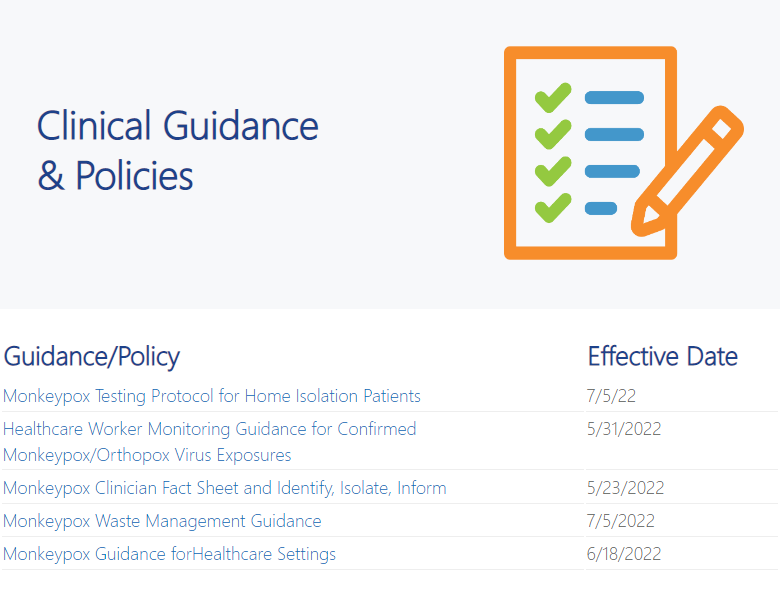 Clinical Guidance
& Policies
Guidance/Policy Effective Date
Monkeypox Testing Protocol for Home Isolation Patients 7/5/22
Healthcare Worker Monitoring Guidance for Confirmed 5/31/2022
Monkeypox/Orthopox Virus Exposures
Monkeypox Clinician Fact Sheet and Identify, Isolate, Inform 5/23/2022
Monkeypox Waste Management Guidance 7/5/2022
Monkeypox Guidance forHealthcare Settings 6/18/2022